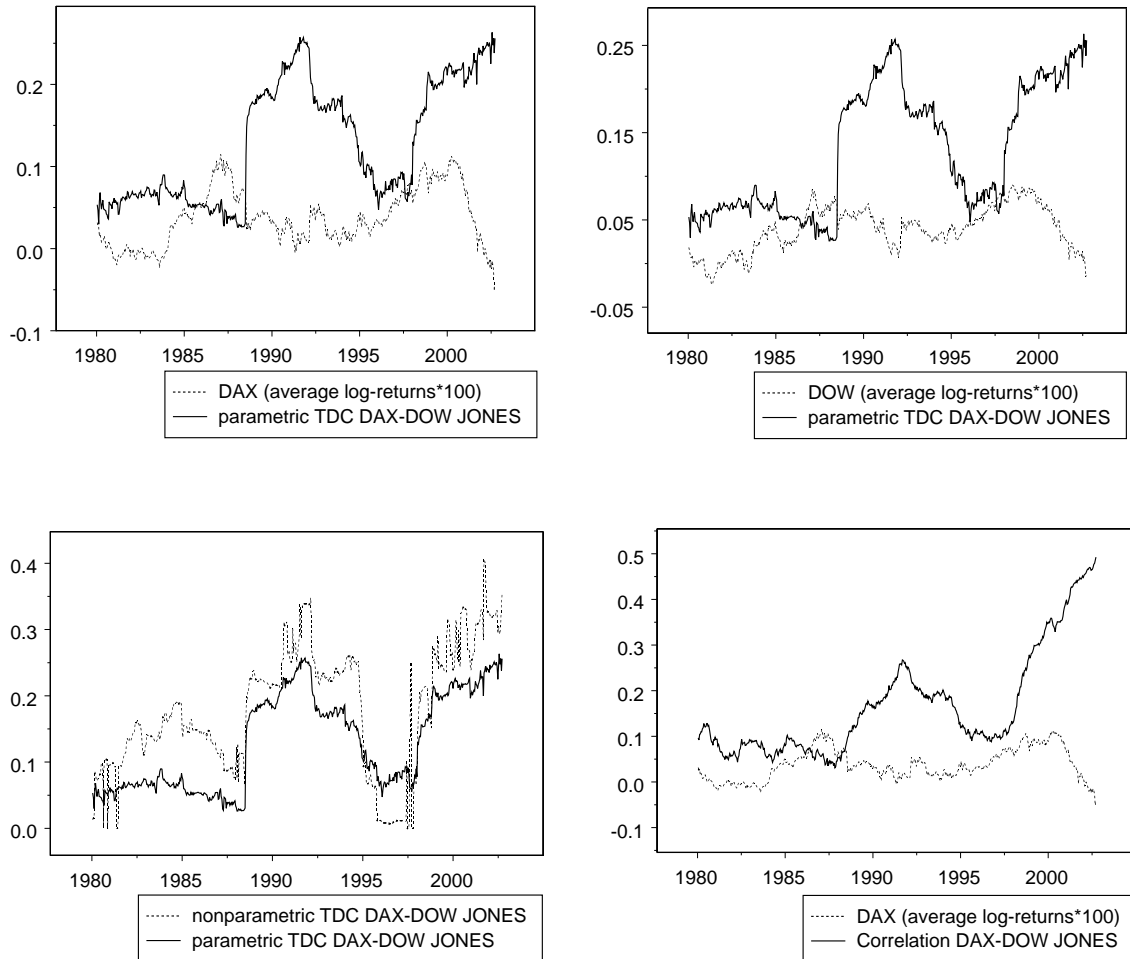 0.2
0.1
0.0
-0.1
1980 1985 1990 1995 2000
DAX (average log-returns*100)
parametric TDC DAX-DOW JONES
0.25
0.15
0.05
-0.05
1980 1985 1990 1995 2000
DOW (average log-returns*100)
parametric TDC DAX-DOW JONES
0.4
0.3
0.2
0.1
0.0
1980 1985 1990 1995 2000
nonparametric TDC DAX-DOW JONES
parametric TDC DAX-DOW JONES
0.5
0.4
0.3
0.2
0.1
0.0
-0.1
1980 1985 1990 1995 2000
DAX (average log-returns*100)
Correlation DAX-DOW JONES